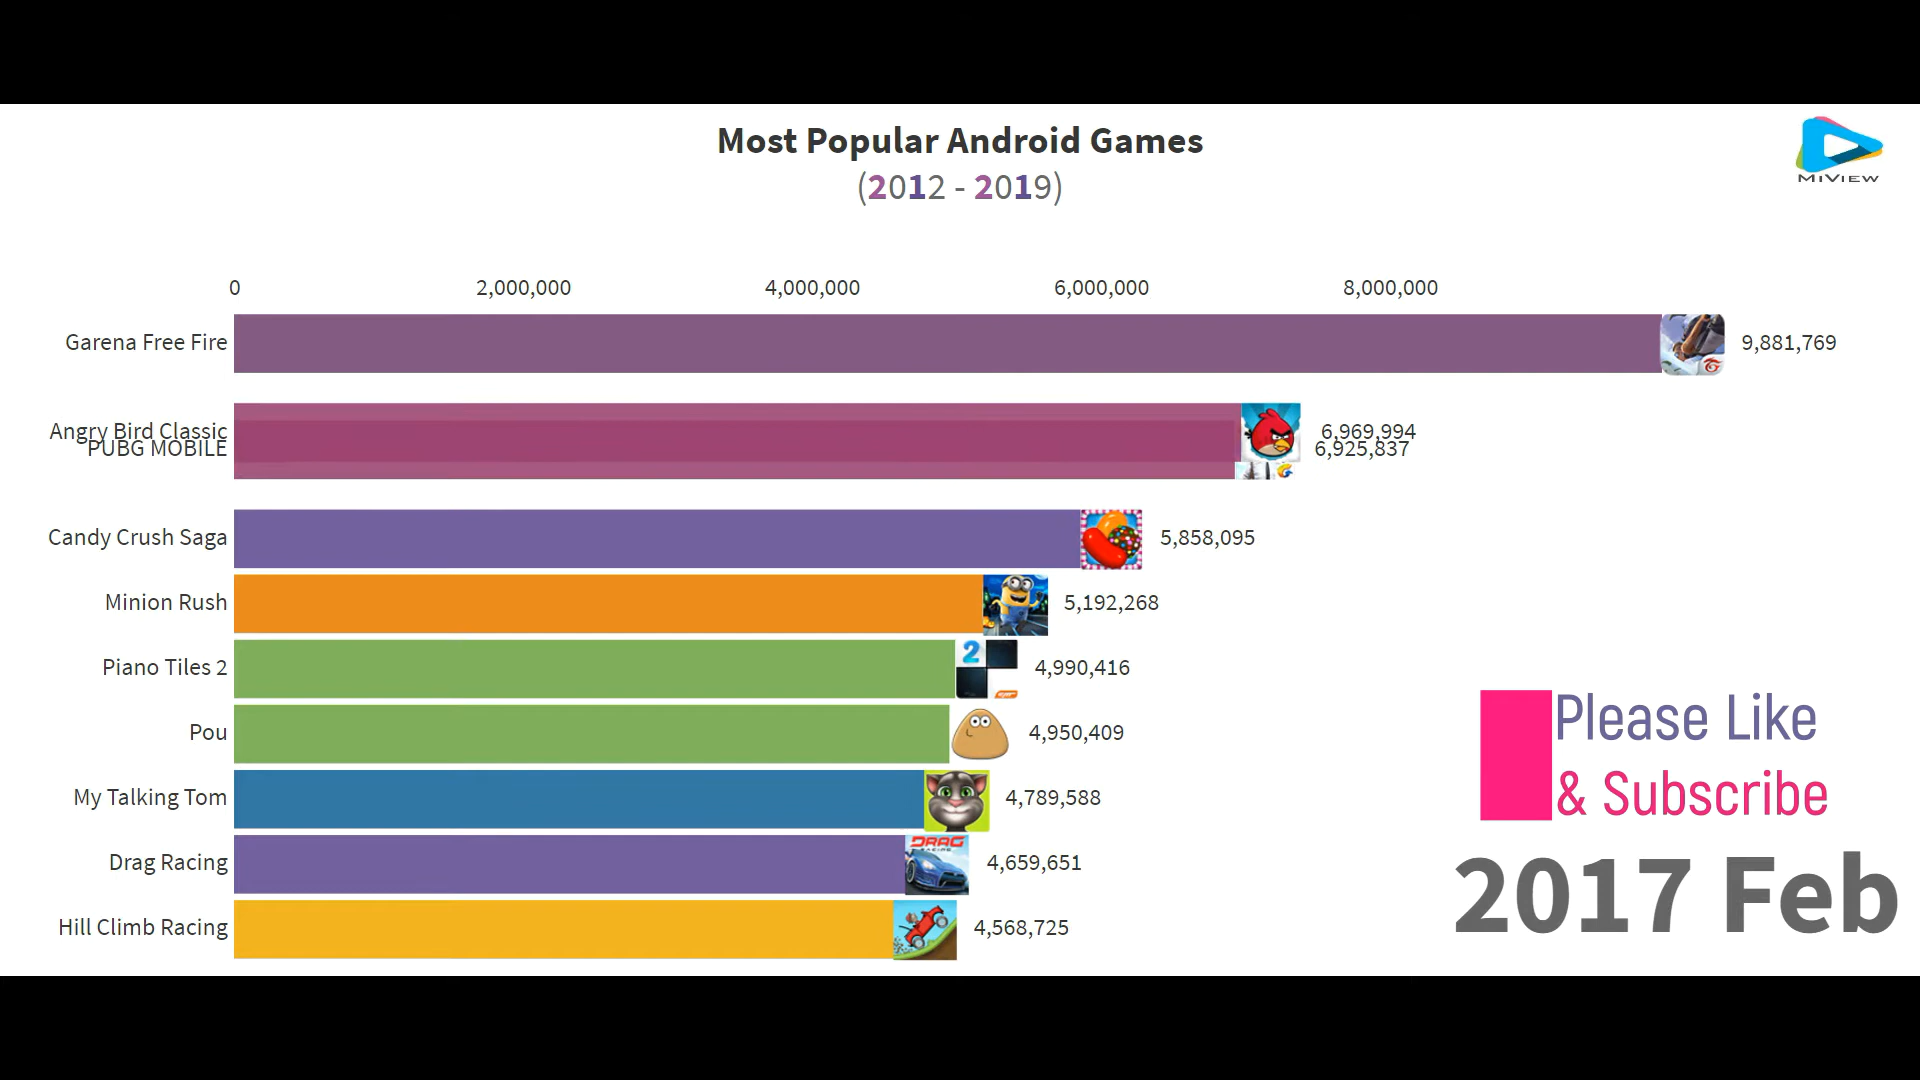 Most Popular Android Games
(2012 - 2019)
MIVIEW
0 2,000,000 4,000,000 6,000,000 8,000,000
Garena Free Fire 9,881,769
Angry Bird Classic 6,969,994
PUBG MOBILE 6,925,837
Candy Crush Saga 5,858,095
Minion Rush 5,192,268
Piano Tiles 2 2 4,990,416
Pou 4,950,409
My Talking Tom 4,789,588
Drag Racing DRAG RACING 4,659,651
Hill Climb Racing 4,568,725
Please Like
& Subscribe
2017 Feb